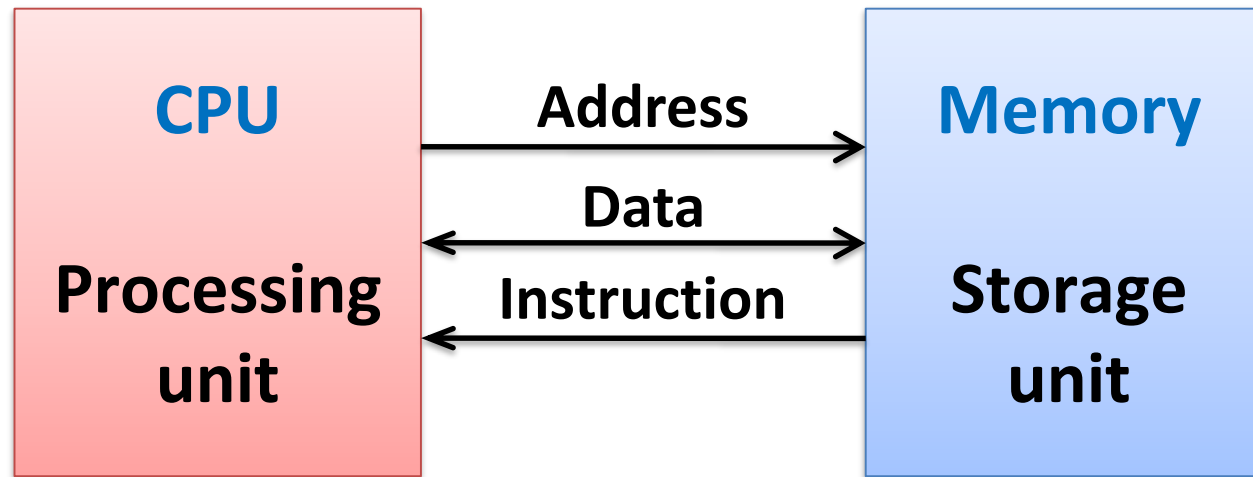 CPU
Processing
unit
Address
Data
Instruction
Memory
Storage
unit